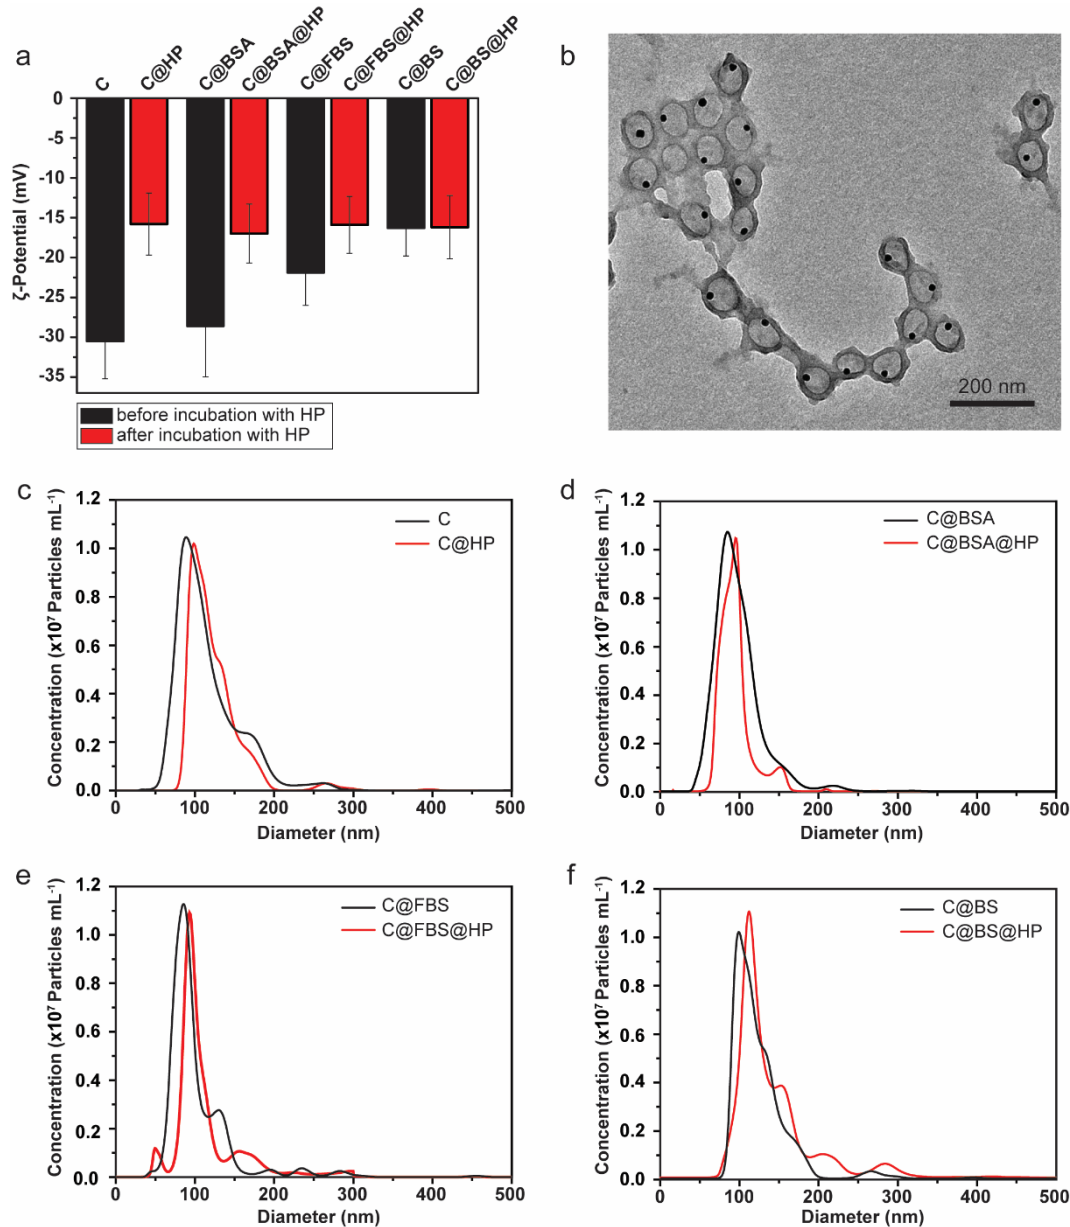 a
C
C@HP
C@BSA
C@BSA@HP
C@FBS
C@FBS@HP
C@BS
C@BS@HP
0
-5
-10
-15
-20
-25
-30
-35
ζ-Potential (mV)
before incubation with HP
after incubation with HP
b
200 nm
c
1.2
1.0
0.8
0.6
0.4
0.2
0.0
Concentration (x10⁷ Particles mL⁻¹)
C
C@HP
0 100 200 300 400 500
Diameter (nm)
d
1.2
1.0
0.8
0.6
0.4
0.2
0.0
Concentration (x10⁷ Particles mL⁻¹)
C@BSA
C@BSA@HP
0 100 200 300 400 500
Diameter (nm)
e
1.2
1.0
0.8
0.6
0.4
0.2
0.0
Concentration (x10⁷ Particles mL⁻¹)
C@FBS
C@FBS@HP
0 100 200 300 400 500
Diameter (nm)
f
1.2
1.0
0.8
0.6
0.4
0.2
0.0
Concentration (x10⁷ Particles mL⁻¹)
C@BS
C@BS@HP
0 100 200 300 400 500
Diameter (nm)